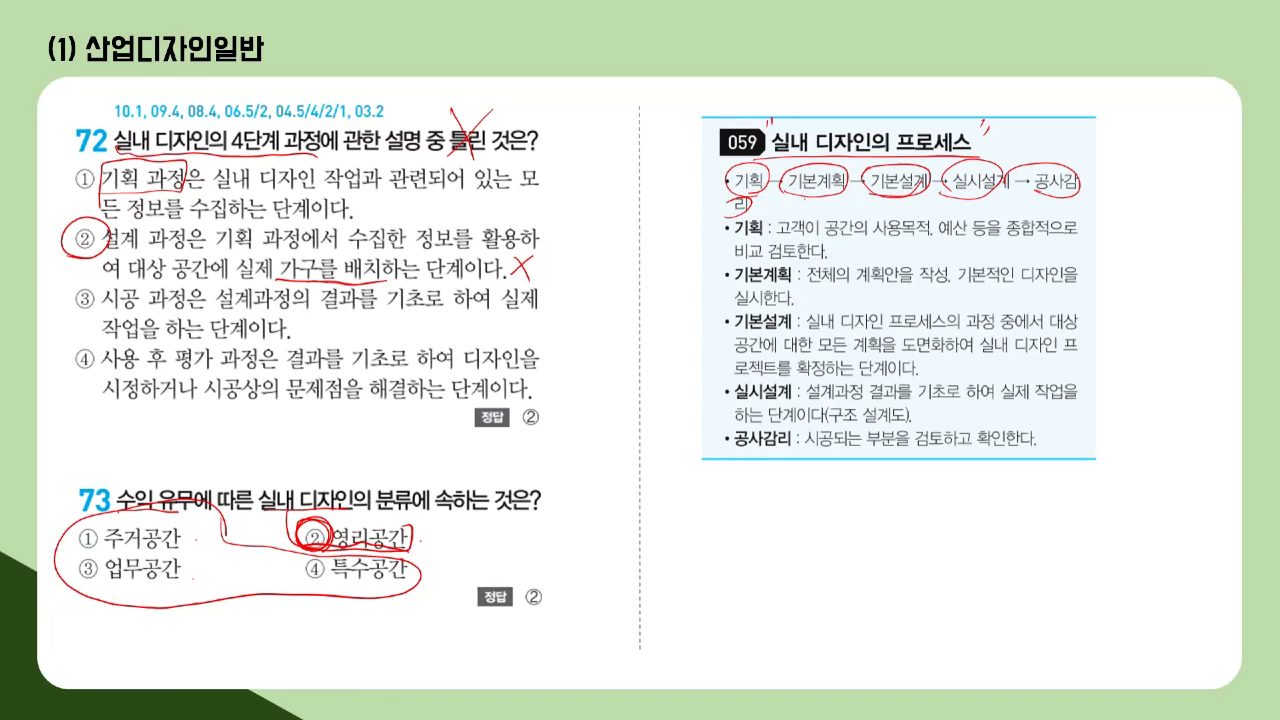 (1) 산업디자인일반
10.1, 09.4, 08.4, 06.5/2, 04.5/4/2/1, 03.2
72 실내 디자인의 4단계 과정에 관한 설명 중 틀린 것은?
① 기획 과정은 실내 디자인 작업과 관련되어 있는 모
든 정보를 수집하는 단계이다.
② 설계 과정은 기획 과정에서 수집한 정보를 활용하
여 대상 공간에 실제 가구를 배치하는 단계이다.
③ 시공 과정은 설계과정의 결과를 기초로 하여 실제
작업을 하는 단계이다.
④ 사용 후 평가 과정은 결과를 기초로 하여 디자인을
시정하거나 시공상의 문제점을 해결하는 단계이다.
정답 ②
73 수익 유무에 따른 실내 디자인의 분류에 속하는 것은?
① 주거공간 ② 영리공간
③ 업무공간 ④ 특수공간
정답 ②
059 실내 디자인의 프로세스
• 기획 → 기본계획 → 기본설계 → 실시설계 → 공사감
리
• 기획 : 고객이 공간의 사용목적, 예산 등을 종합적으로
비교 검토한다.
• 기본계획 : 전체의 계획안을 작성, 기본적인 디자인을
실시한다.
• 기본설계 : 실내 디자인 프로세스의 과정 중에서 대상
공간에 대한 모든 계획을 도면화하여 실내 디자인 프
로젝트를 확정하는 단계이다.
• 실시설계 : 설계과정 결과를 기초로 하여 실제 작업을
하는 단계이다(구조 설계도).
• 공사감리 : 시공되는 부분을 검토하고 확인한다.